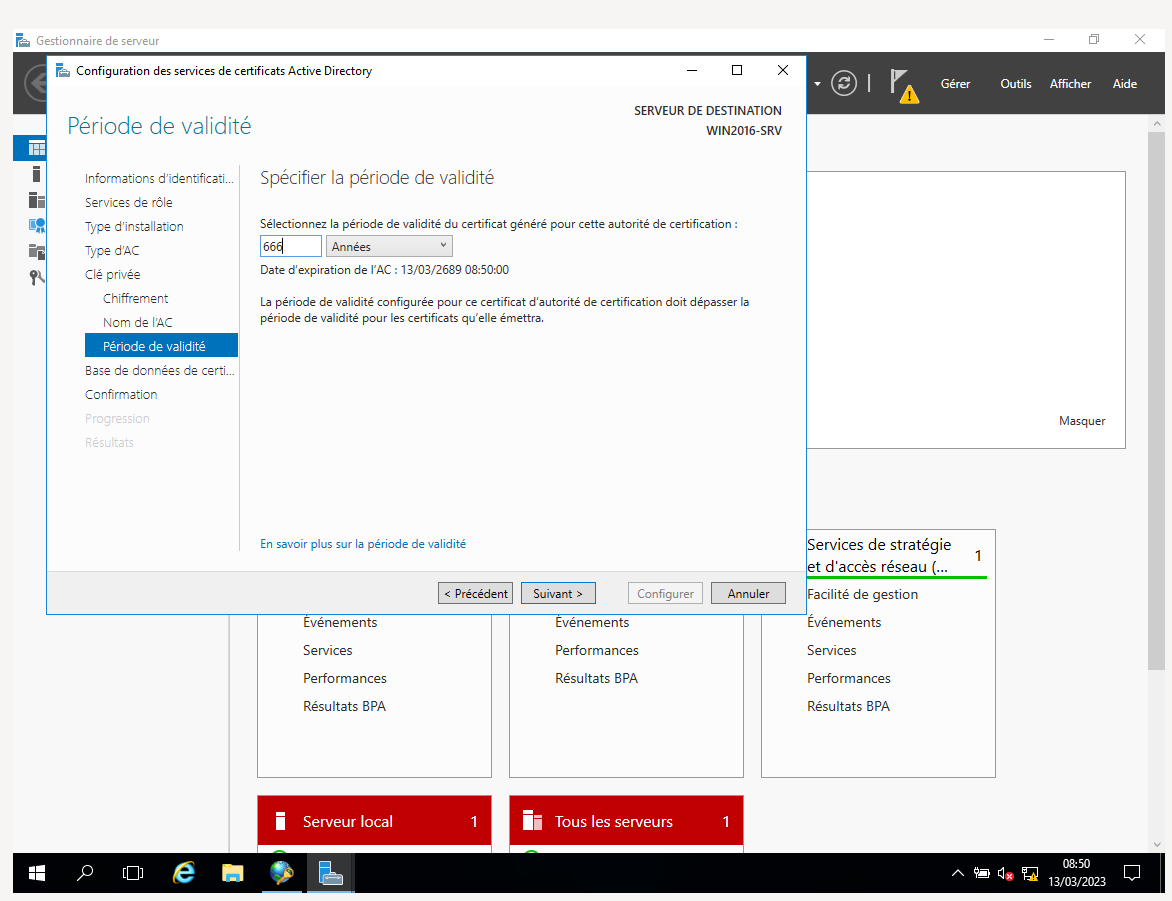 Gestionnaire de serveur
Configuration des services de certificats Active Directory
Gérer
Outils
Afficher
Aide
Période de validité
SERVEUR DE DESTINATION
WIN2016-SRV
Informations d'identificati...
Services de rôle
Type d'installation
Type d'AC
Clé privée
Chiffrement
Nom de l'AC
Période de validité
Base de données de certi...
Confirmation
Progression
Résultats
Spécifier la période de validité
Sélectionnez la période de validité du certificat généré pour cette autorité de certification :
666
Années
Date d'expiration de l'AC : 13/03/2689 08:50:00
La période de validité configurée pour ce certificat d'autorité de certification doit dépasser la
période de validité pour les certificats qu'elle émettra.
En savoir plus sur la période de validité
< Précédent
Suivant >
Configurer
Annuler
Masquer
Événements
Services
Performances
Résultats BPA
Événements
Performances
Résultats BPA
Services de stratégie
et d'accès réseau (...
1
Facilité de gestion
Événements
Services
Performances
Résultats BPA
Serveur local
1
Tous les serveurs
1
08:50
13/03/2023